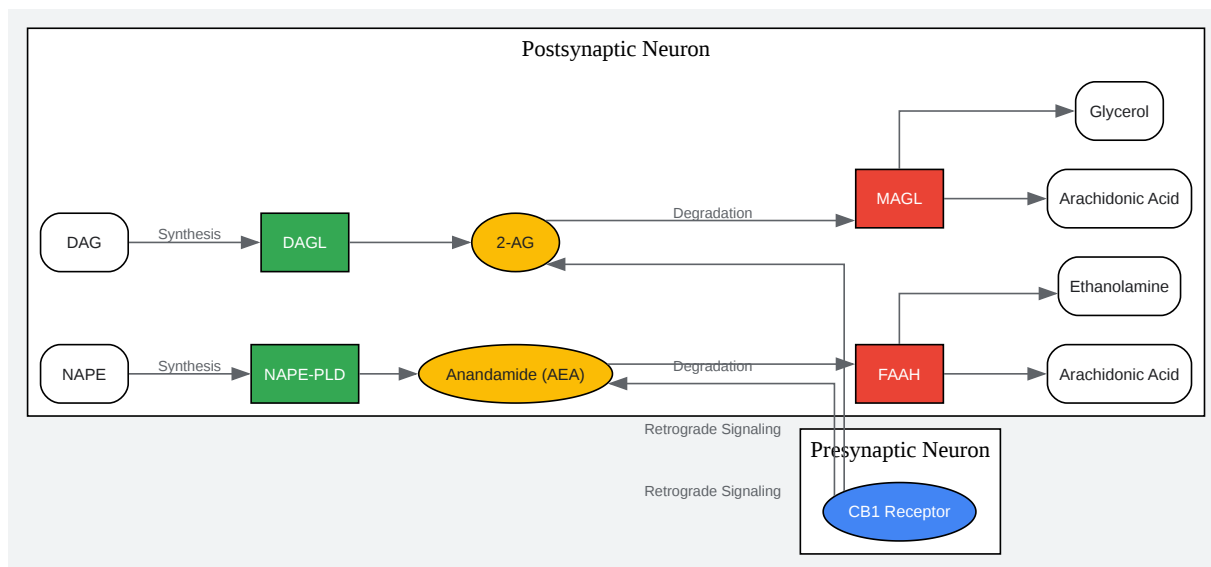 Postsynaptic Neuron
Glycerol
MAGL
Arachidonic Acid
Degradation
DAG
Synthesis
DAGL
2-AG
Ethanolamine
NAPE
Synthesis
NAPE-PLD
Anandamide (AEA)
Degradation
FAAH
Arachidonic Acid
Retrograde Signaling
Presynaptic Neuron
Retrograde Signaling
CB1 Receptor